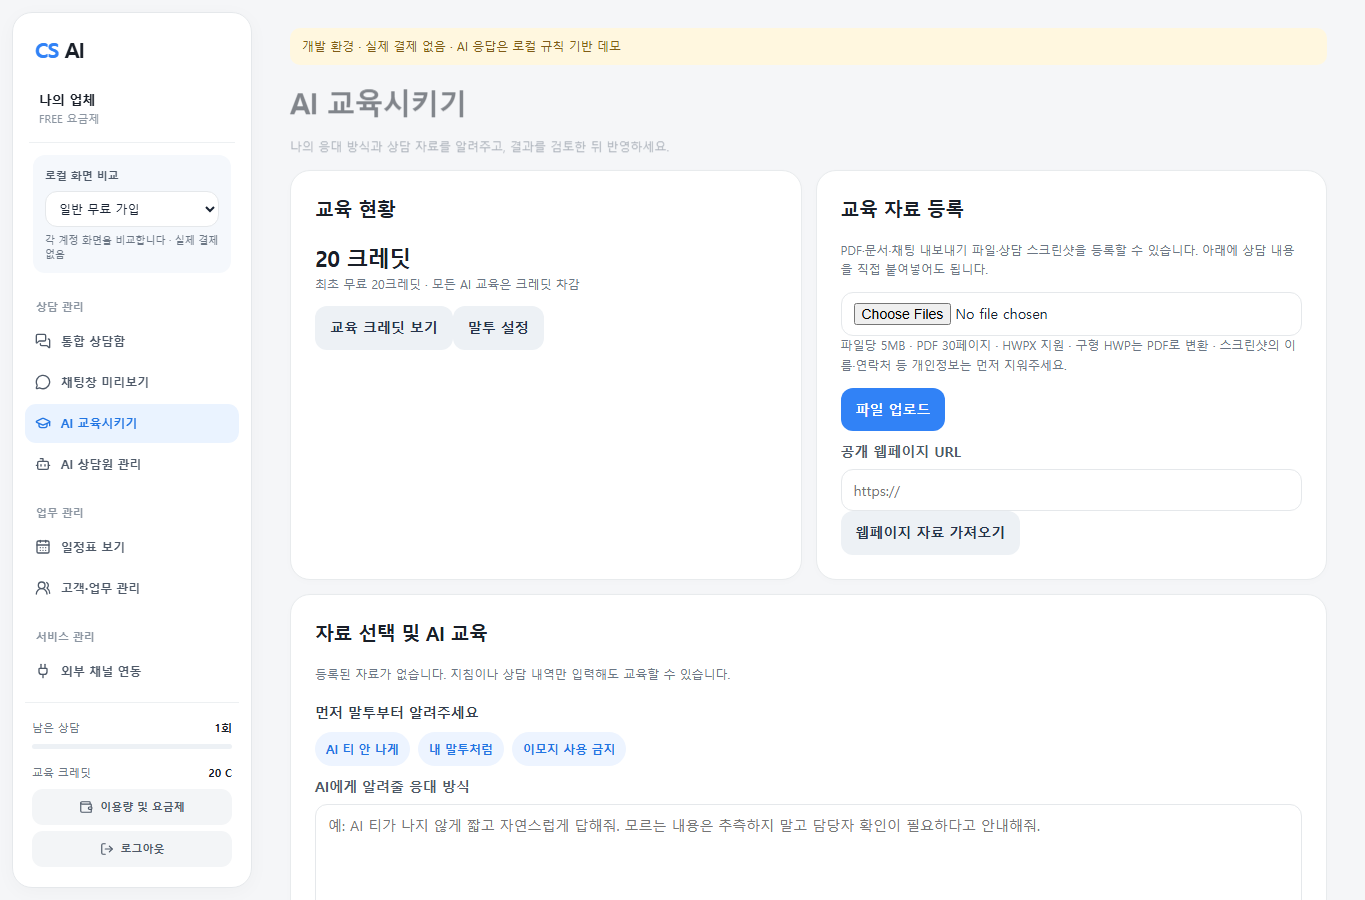 CS AI
나의 업체
FREE 요금제
로컬 화면 비교
일반 무료 가입
각 계정 화면을 비교합니다 · 실제 결제
없음
상담 관리
통합 상담함
채팅창 미리보기
AI 교육시키기
AI 상담원 관리
업무 관리
일정표 보기
고객·업무 관리
서비스 관리
외부 채널 연동
남은 상담 1회
교육 크레딧 20 C
이용량 및 요금제
로그아웃
개발 환경 · 실제 결제 없음 · AI 응답은 로컬 규칙 기반 데모
AI 교육시키기
나의 응대 방식과 상담 자료를 알려주고, 결과를 검토한 뒤 반영하세요.
교육 현황
20 크레딧
최초 무료 20크레딧 · 모든 AI 교육은 크레딧 차감
교육 크레딧 보기 말투 설정
교육 자료 등록
PDF·문서·채팅 내보내기 파일·상담 스크린샷을 등록할 수 있습니다. 아래에 상담 내용
을 직접 붙여넣어도 됩니다.
Choose Files No file chosen
파일당 5MB · PDF 30페이지 · HWPX 지원 · 구형 HWP는 PDF로 변환 · 스크린샷의 이
름·연락처 등 개인정보는 먼저 지워주세요.
파일 업로드
공개 웹페이지 URL
https://
웹페이지 자료 가져오기
자료 선택 및 AI 교육
등록된 자료가 없습니다. 지침이나 상담 내역만 입력해도 교육할 수 있습니다.
먼저 말투부터 알려주세요
AI 티 안 나게 내 말투처럼 이모지 사용 금지
AI에게 알려줄 응대 방식
예: AI 티가 나지 않게 짧고 자연스럽게 답해줘. 모르는 내용은 추측하지 말고 담당자 확인이 필요하다고 안내해줘.